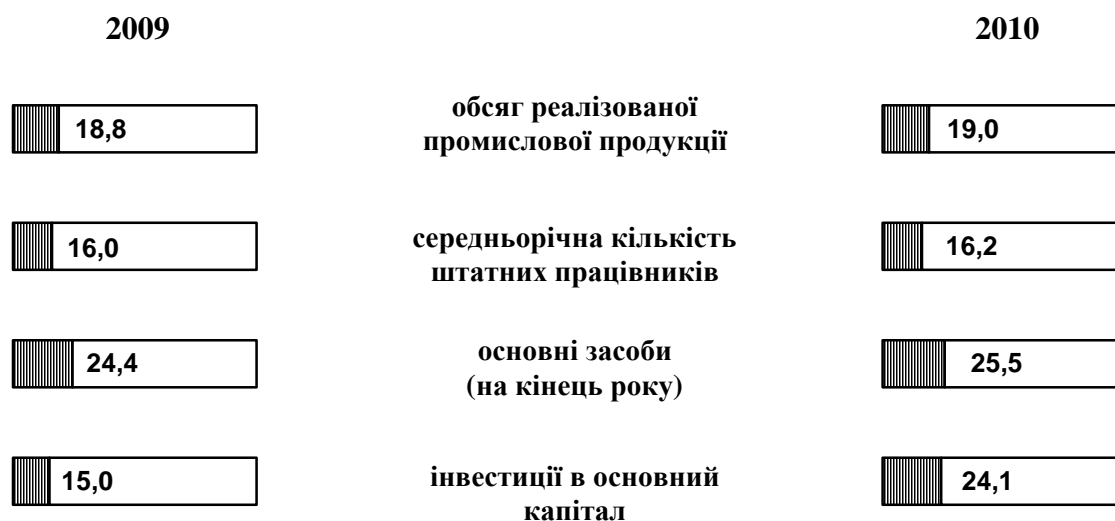 2009
2010
18,8
обсяг реалізованої
промислової продукції
19,0
16,0
середньорічна кількість
штатних працівників
16,2
24,4
основні засоби
(на кінець року)
25,5
15,0
інвестиції в основний
капітал
24,1